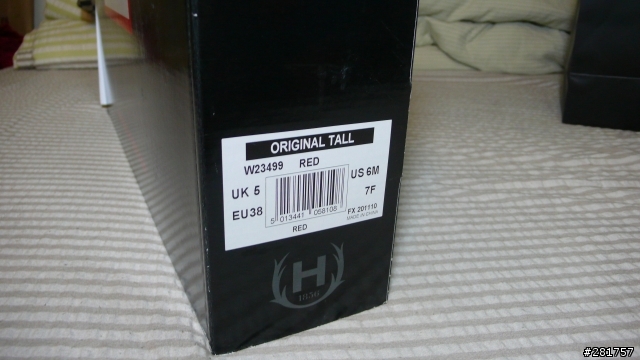 ORIGINAL TALL
W23499 RED
UK 5 US 6M
EU38 7F
5 013441 058108
FX 201110
MADE IN CHINA
RED
H
1856
#281757